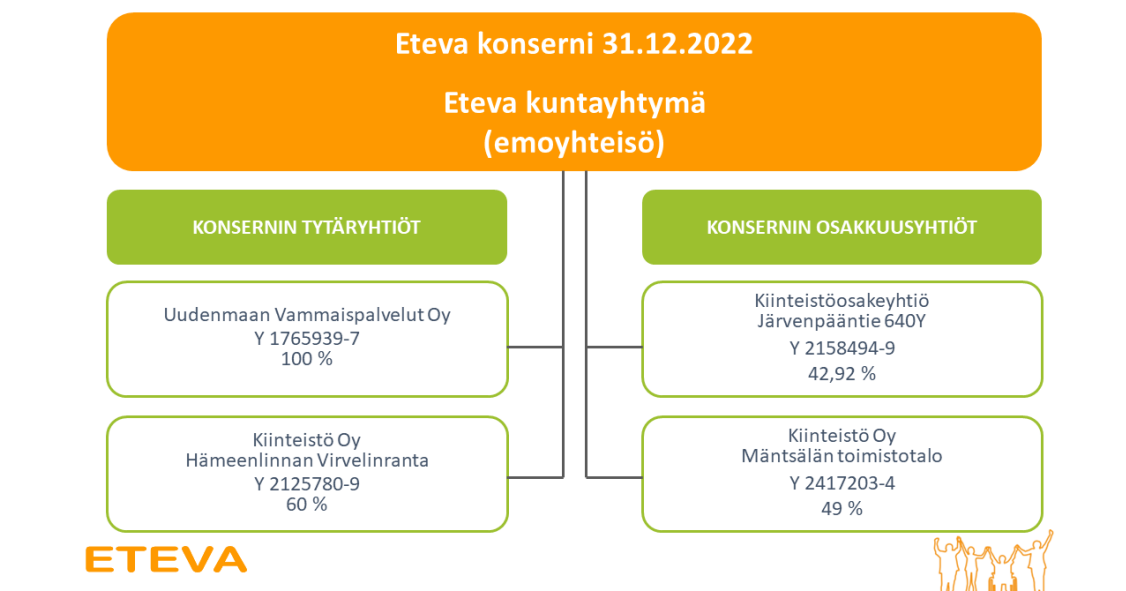 Eteva konserni 31.12.2022
Eteva kuntayhtymä
(emoyhteisö)
KONSERNIN TYTÄRYHTIÖT
Uudenmaan Vammaispalvelut Oy
Y 1765939-7
100 %
Kiinteistö Oy
Hämeenlinnan Virvelinranta
Y 2125780-9
60 %
KONSERNIN OSAKKUUSYHTIÖT
Kiinteistöosakeyhtiö
Järvenpääntie 640Y
Y 2158494-9
42,92 %
Kiinteistö Oy
Mäntsälän toimistotalo
Y 2417203-4
49 %
ETEVA